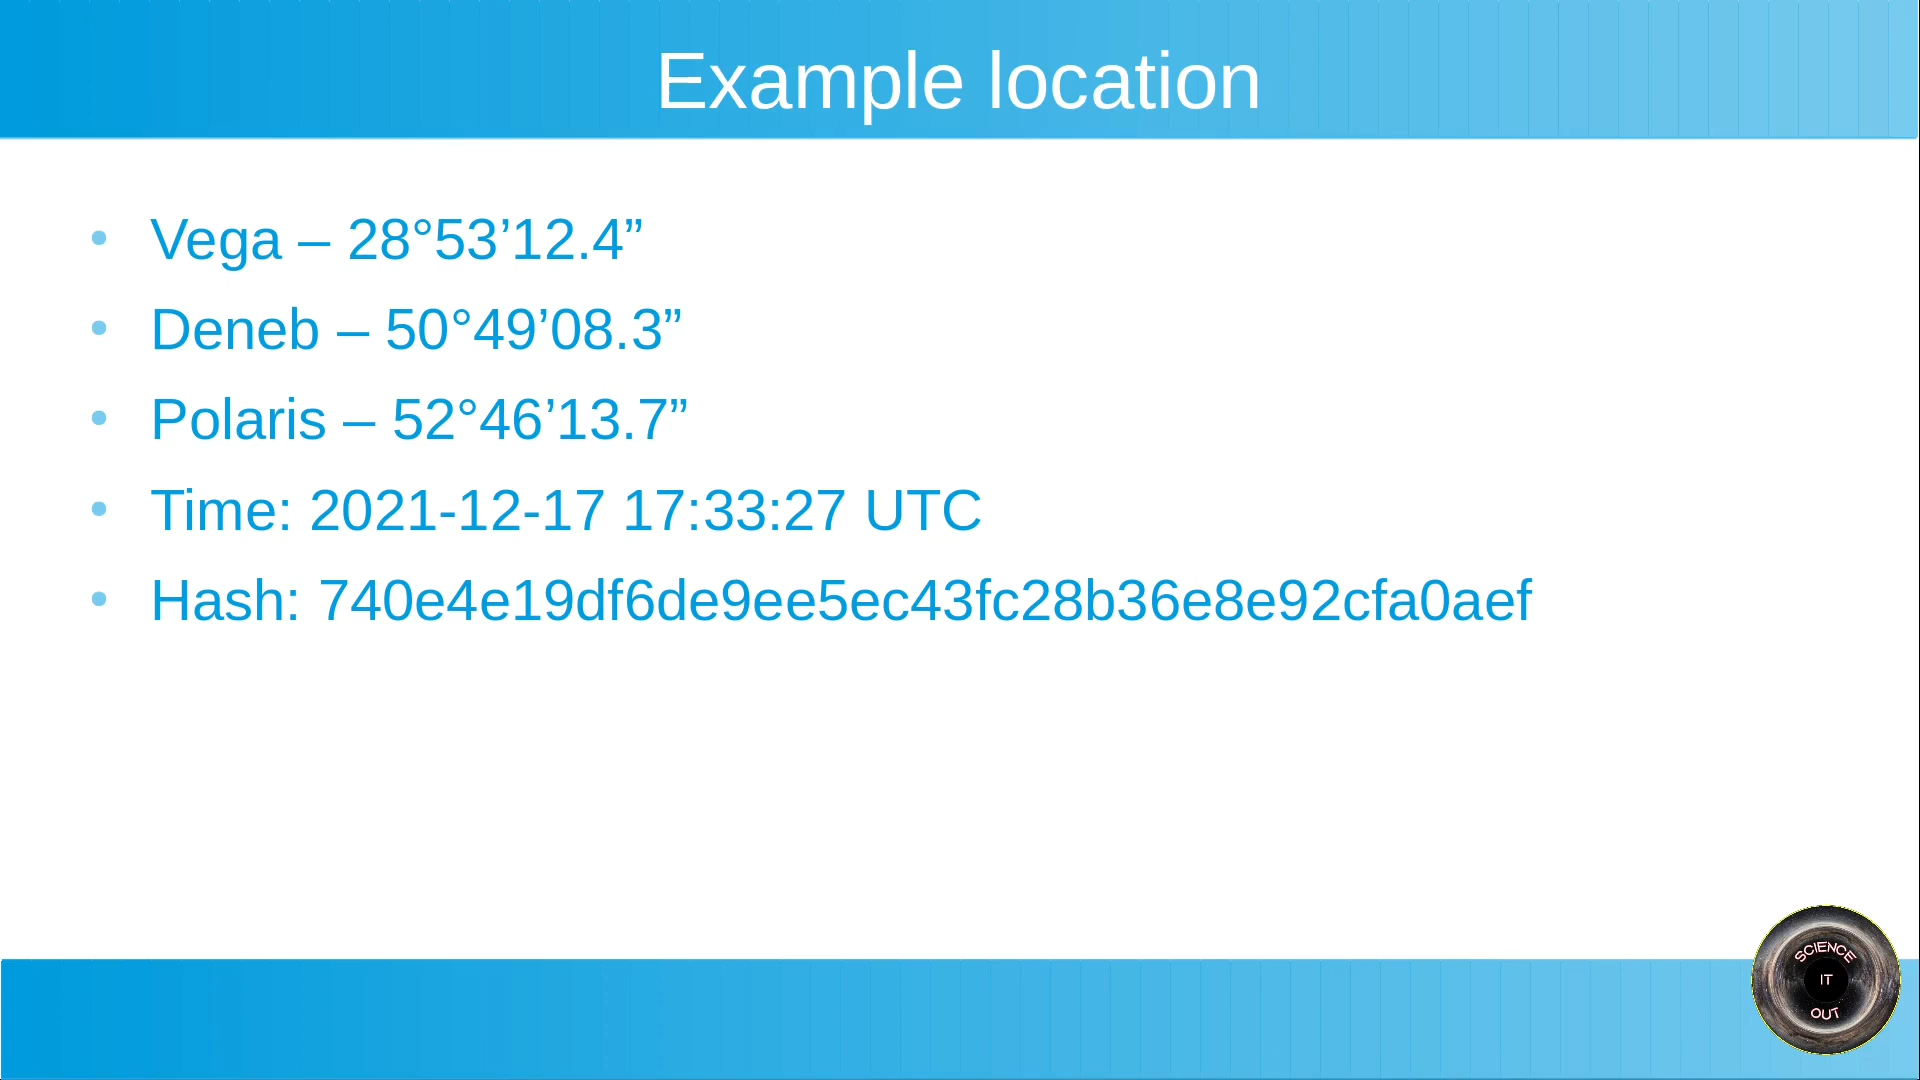 Example location
• Vega – 28°53’12.4”
• Deneb – 50°49’08.3”
• Polaris – 52°46’13.7”
• Time: 2021-12-17 17:33:27 UTC
• Hash: 740e4e19df6de9ee5ec43fc28b36e8e92cfa0aef
SCIENCE
IT
OUT